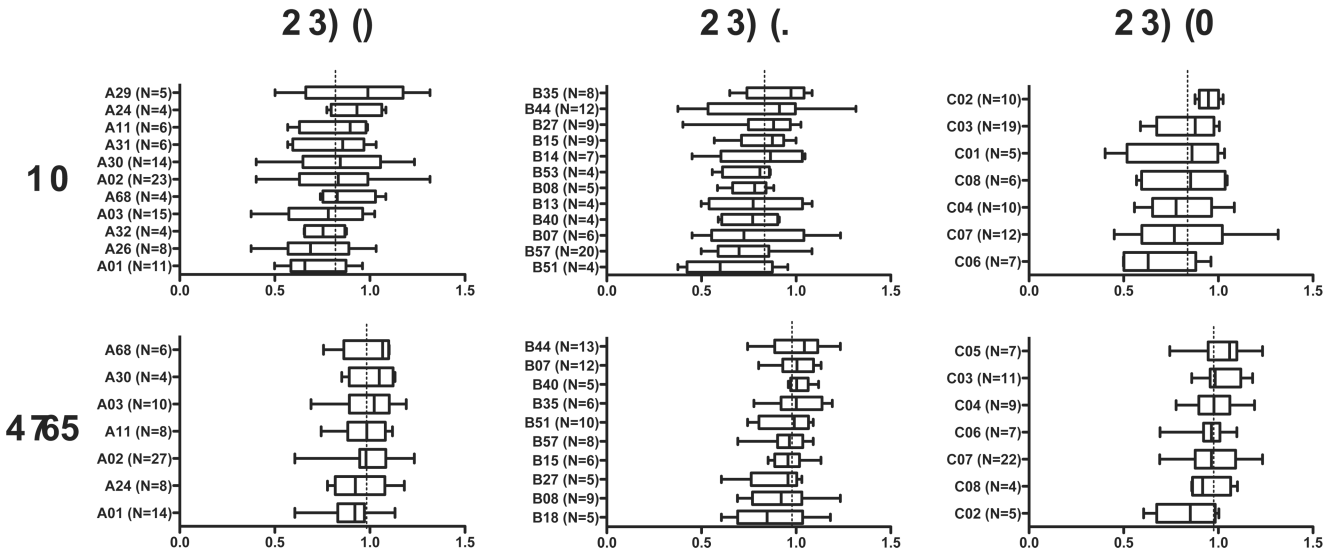 23) () 23) (. 23) (0
10
A29 (N=5)
A24 (N=4)
A11 (N=6)
A31 (N=6)
A30 (N=14)
A02 (N=23)
A68 (N=4)
A03 (N=15)
A32 (N=4)
A26 (N=8)
A01 (N=11)
0.0 0.5 1.0 1.5
B35 (N=8)
B44 (N=12)
B27 (N=9)
B15 (N=9)
B14 (N=7)
B53 (N=4)
B08 (N=5)
B13 (N=4)
B40 (N=4)
B07 (N=6)
B57 (N=20)
B51 (N=4)
0.0 0.5 1.0 1.5
C02 (N=10)
C03 (N=19)
C01 (N=5)
C08 (N=6)
C04 (N=10)
C07 (N=12)
C06 (N=7)
0.0 0.5 1.0 1.5
4765
A68 (N=6)
A30 (N=4)
A03 (N=10)
A11 (N=8)
A02 (N=27)
A24 (N=8)
A01 (N=14)
0.0 0.5 1.0 1.5
B44 (N=13)
B07 (N=12)
B40 (N=5)
B35 (N=6)
B51 (N=10)
B57 (N=8)
B15 (N=6)
B27 (N=5)
B08 (N=9)
B18 (N=5)
0.0 0.5 1.0 1.5
C05 (N=7)
C03 (N=11)
C04 (N=9)
C06 (N=7)
C07 (N=22)
C08 (N=4)
C02 (N=5)
0.0 0.5 1.0 1.5